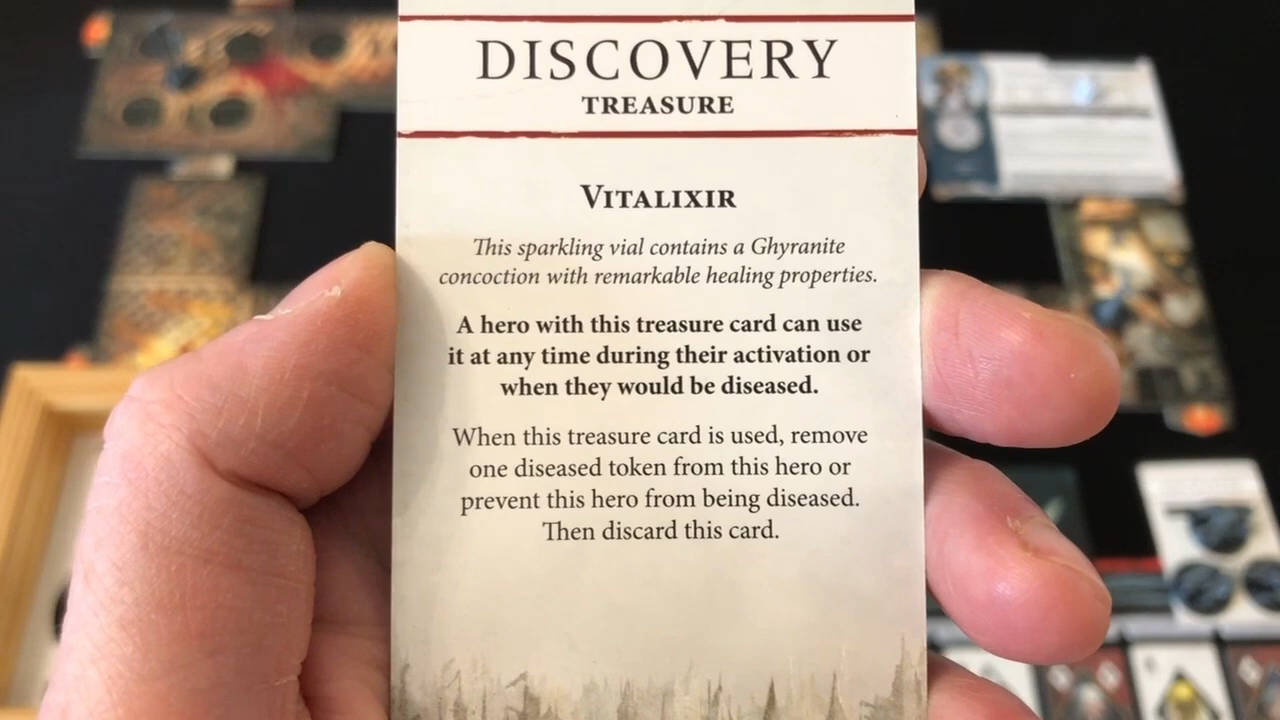 DISCOVERY
TREASURE
VITALIXIR
This sparkling vial contains a Ghyranite
concoction with remarkable healing properties.
A hero with this treasure card can use
it at any time during their activation or
when they would be diseased.
When this treasure card is used, remove
one diseased token from this hero or
prevent this hero from being diseased.
Then discard this card.